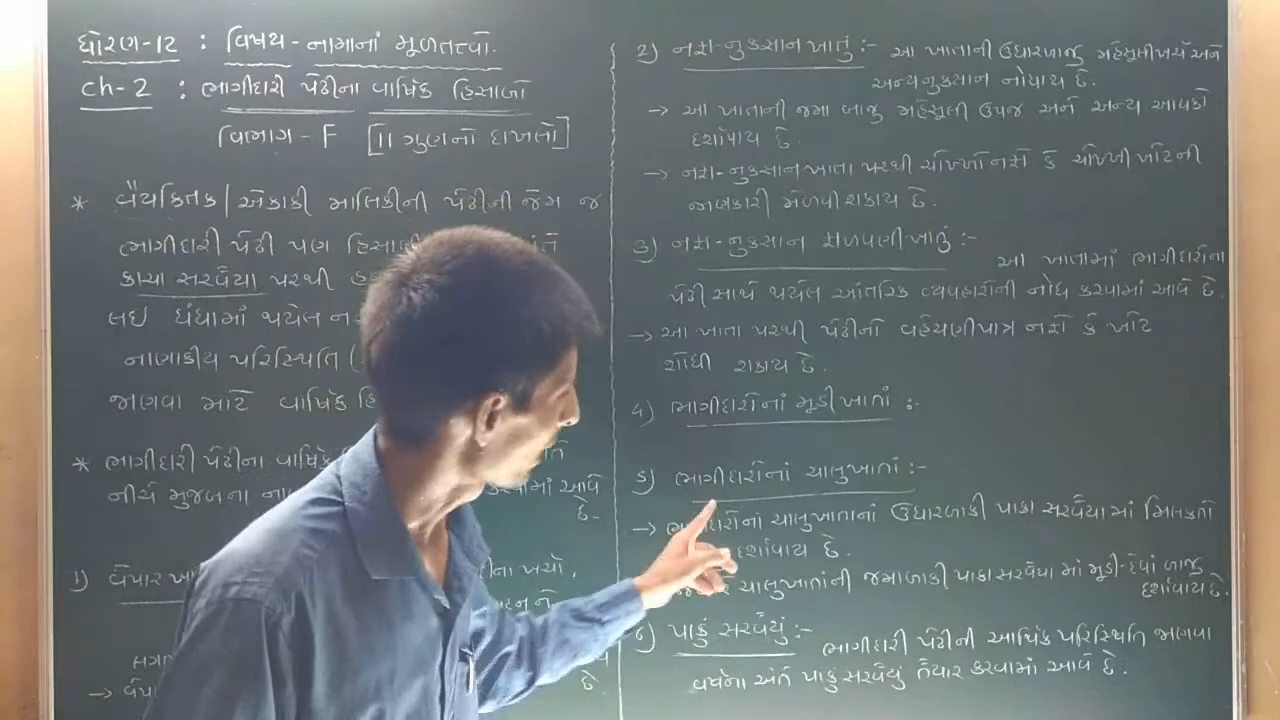 ધોરણ-12 : વિષય - નામાનાં મૂળતત્ત્વો.
ch-2 : ભાગીદારી પેઢીના વાર્ષિક હિસાબો
વિભાગ - F [11 ગુણનો દાખલો]
* વૈયક્તિક / એકાકી માલિકીની પેઢીની જેમ જ
ભાગીદારી પેઢી પણ
કાચા સરવૈયા પરથી
લઇ ધંધામાં થયેલ
નાણાકીય પરિસ્થિતિ
જાણવા માટે વાર્ષિક
* ભાગીદારી પેઢીના વાર્ષિક
નીચે મુજબના આવે
છે.
1) વેપાર ખર્ચા,
2) નફા-નુકસાન ખાતું :- આ ખાતાની ઉધારબાજુ મહેસૂલીખર્ચ અને
અન્યનુકસાન નોંધાય છે.
→ આ ખાતાની જમા બાજુ મહેસૂલી ઉપજ અને અન્ય આવકો
દર્શાવાય છે.
→ નફા-નુકસાન ખાતા પરથી ચોખ્ખો નફો કે ચોખ્ખી ખોટની
જાણકારી મેળવી શકાય છે.
3) નફા-નુકસાન ફાળવણી ખાતું :- આ ખાતામાં ભાગીદારોના
પેઢી સાથે થયેલ આંતરિક વ્યવહારોની નોંધ કરવામાં આવે છે.
→ આ ખાતા પરથી પેઢીનો વહેંચણીપાત્ર નફો કે ખોટ
શોધી શકાય છે.
4) ભાગીદારોનાં મૂડી ખાતાં :-
5) ભાગીદારોનાં ચાલુખાતાં :-
→ ચાલુખાતાનાં ઉધારબાકી પાકા સરવૈયા માં મિલકતો
દર્શાવાય છે.
ચાલુખાતાંની જમાબાકી પાકા સરવૈયા માં મૂડી-દેવાં બાજુ
દર્શાવાય છે.
6) પાકું સરવૈયું :- ભાગીદારી પેઢીની આર્થિક પરિસ્થિતિ જાણવા
વર્ષના અંતે પાકું સરવૈયું તૈયાર કરવામાં આવે છે.